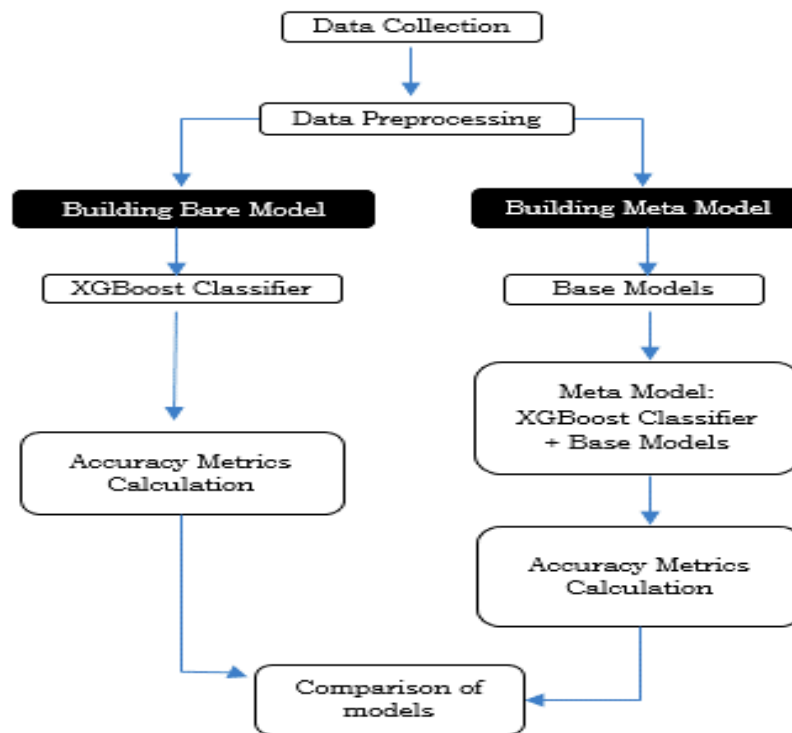 Data Collection
Data Preprocessing
Building Bare Model
Building Meta Model
XGBoost Classifier
Base Models
Meta Model:
XGBoost Classifier
+ Base Models
Accuracy Metrics
Calculation
Accuracy Metrics
Calculation
Comparison of
models